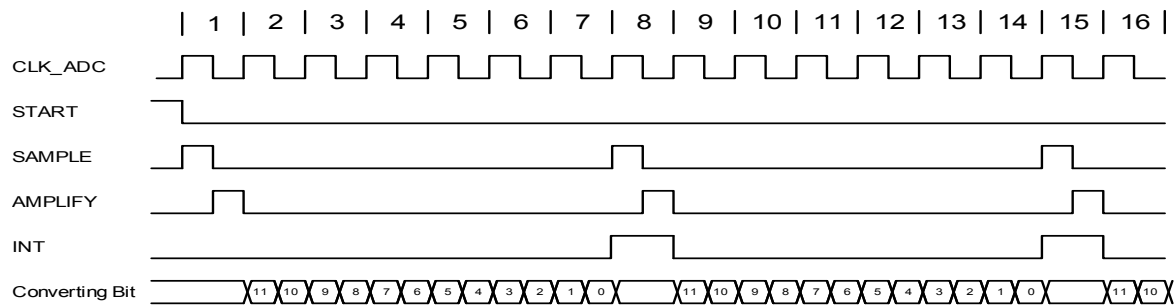 | 1 | 2 | 3 | 4 | 5 | 6 | 7 | 8 | 9 | 10 | 11 | 12 | 13 | 14 | 15 | 16 |
CLK_ADC
START
SAMPLE
AMPLIFY
INT
Converting Bit 11 10 9 8 7 6 5 4 3 2 1 0 11 10 9 8 7 6 5 4 3 2 1 0 11 10